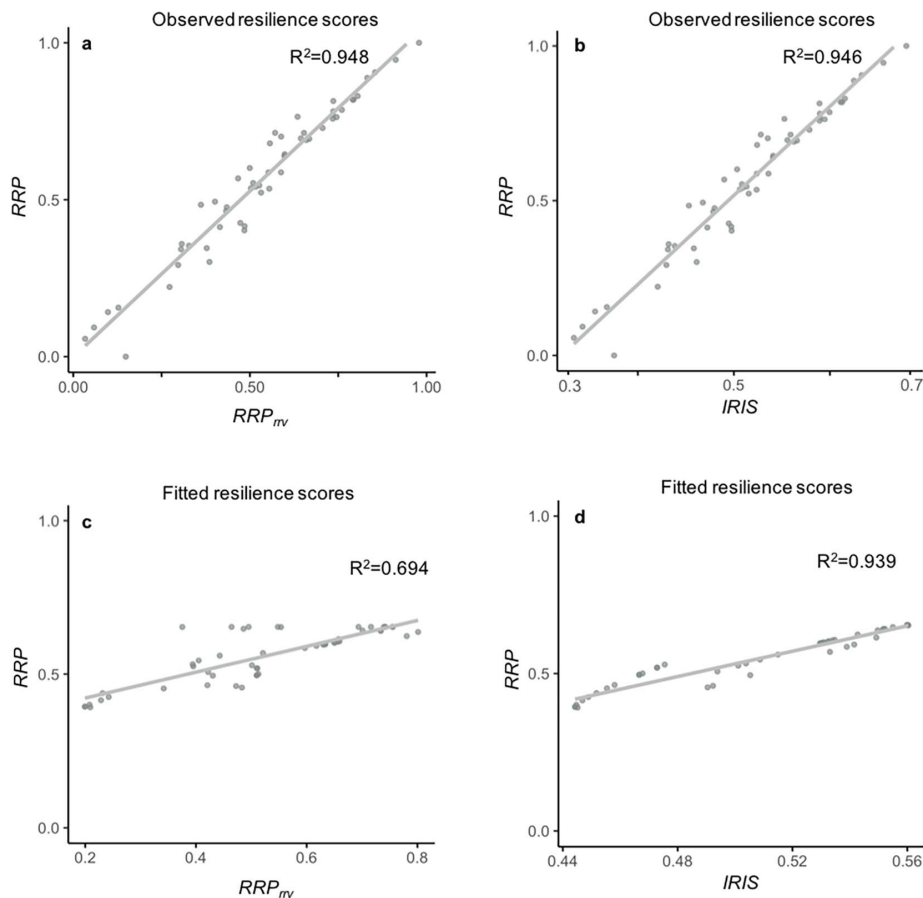 Observed resilience scores
a
R²=0.948
1.0
0.5
0.0
RRP
0.00
0.50
1.00
RRPrrv
Observed resilience scores
b
R²=0.946
1.0
0.5
0.0
RRP
0.3
0.5
0.7
IRIS
Fitted resilience scores
c
R²=0.694
1.0
0.5
0.0
RRP
0.2
0.4
0.6
0.8
RRPrrv
Fitted resilience scores
d
R²=0.939
1.0
0.5
0.0
RRP
0.44
0.48
0.52
0.56
IRIS